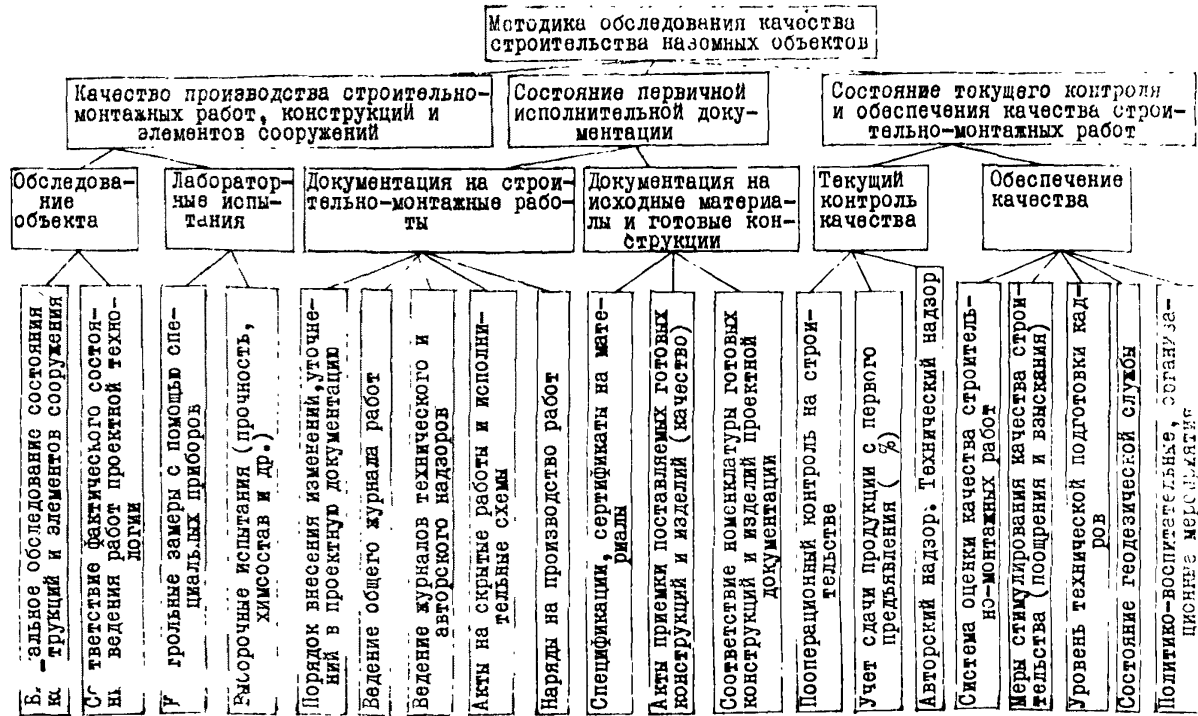 Методика обследования качества
строительства наземных объектов
Качество производства строительно-
монтажных работ, конструкций и
элементов сооружений
Состояние первичной
исполнительной доку-
ментации
Состояние текущего контроля
и обеспечения качества строи-
тельно-монтажных работ
Обследова-
ние
объекта
Лаборатор-
ные испы-
тания
Документация на строи-
тельно-монтажные рабо-
ты
Документация на
исходные материа-
лы и готовые кон-
струкции
Текущий
контроль
качества
Обеспечение
качества
обследование состояния
и элементов сооружения
фактического состоя-
ведения работ проектной техно-
логии
замеры с помощью спе-
циальных приборов
Выборочные испытания (прочность,
химсостав и др.)
Порядок внесения изменений, уточне-
ний в проектную документацию
Ведение общего журнала работ
Ведение журналов технического и
авторского надзоров
Акты на скрытые работы и исполни-
тельные схемы
Наряды на производство работ
Спецификации, сертификаты на мате-
риалы
Акты приемки поставляемых готовых
конструкций и изделий (качество)
Соответствие номенклатуры готовых
конструкций и изделий проектной
документации
Пооперационный контроль на строи-
тельстве
Учет сдачи продукции с первого
предъявления ( % )
Авторский надзор. Технический надзор
Система оценки качества строитель-
но-монтажных работ
Меры стимулирования качества строи-
тельства (поощрения и взыскания)
Уровень технической подготовки кад-
ров
Состояние геодезической службы
Политико-воспитательные, организа-
ционные мероприятия